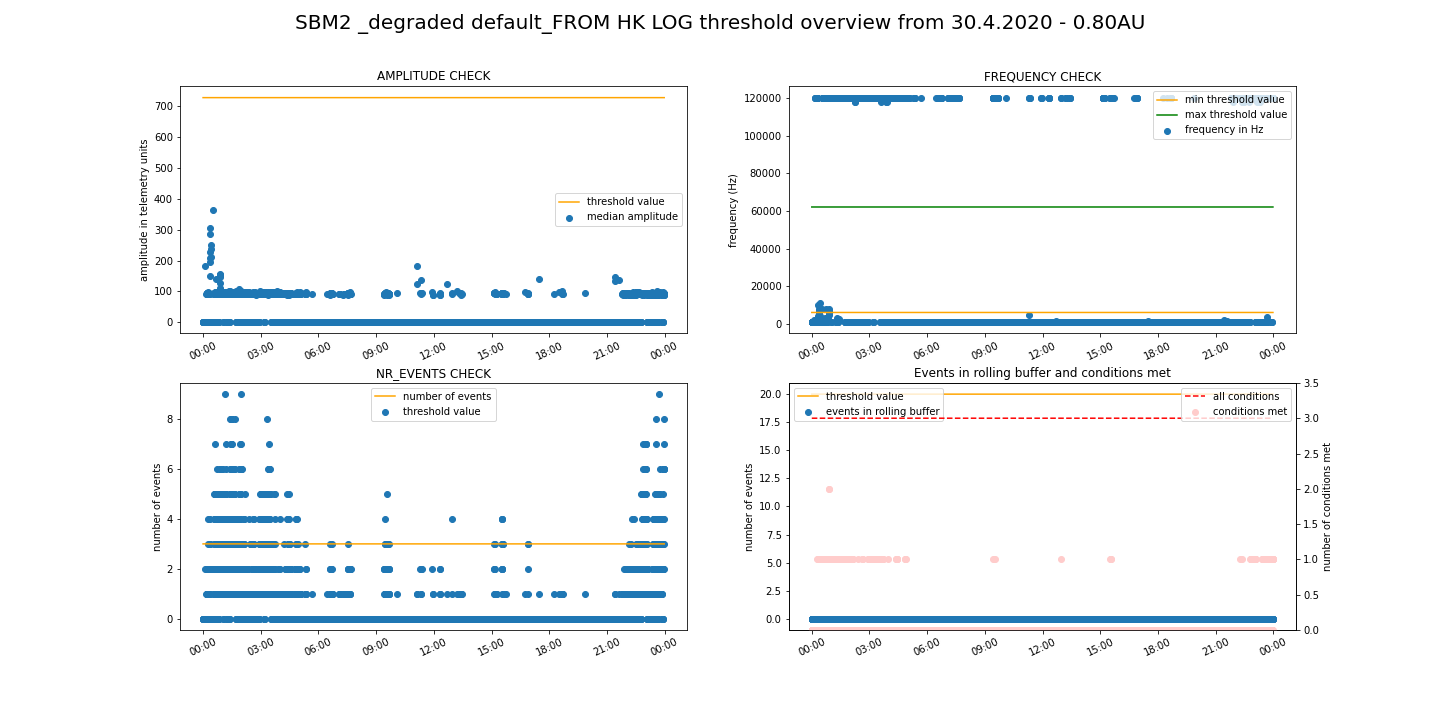 SBM2 _degraded default_FROM HK LOG threshold overview from 30.4.2020 - 0.80AU
AMPLITUDE CHECK
amplitude in telemetry units
700
600
500
400
300
200
100
0
threshold value
median amplitude
00:00 03:00 06:00 09:00 12:00 15:00 18:00 21:00 00:00
FREQUENCY CHECK
frequency (Hz)
120000
100000
80000
60000
40000
20000
0
min threshold value
max threshold value
frequency in Hz
00:00 03:00 06:00 09:00 12:00 15:00 18:00 21:00 00:00
NR_EVENTS CHECK
number of events
8
6
4
2
0
number of events
threshold value
00:00 03:00 06:00 09:00 12:00 15:00 18:00 21:00 00:00
Events in rolling buffer and conditions met
number of events
20.0
17.5
15.0
12.5
10.0
7.5
5.0
2.5
0.0
threshold value
events in rolling buffer
all conditions
conditions met
3.5
3.0
2.5
2.0
1.5
1.0
0.5
0.0
number of conditions met
00:00 03:00 06:00 09:00 12:00 15:00 18:00 21:00 00:00